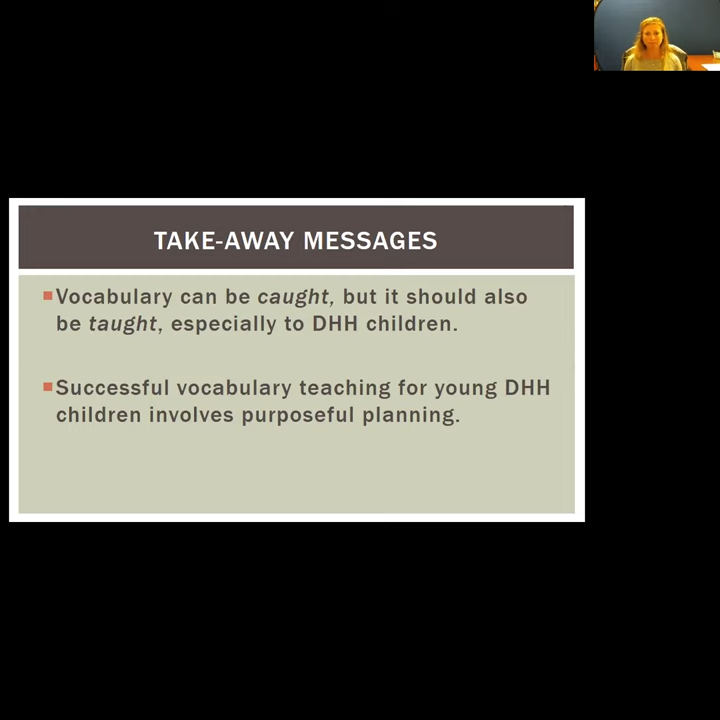 TAKE-AWAY MESSAGES
Vocabulary can be caught, but it should also
be taught, especially to DHH children.
Successful vocabulary teaching for young DHH
children involves purposeful planning.